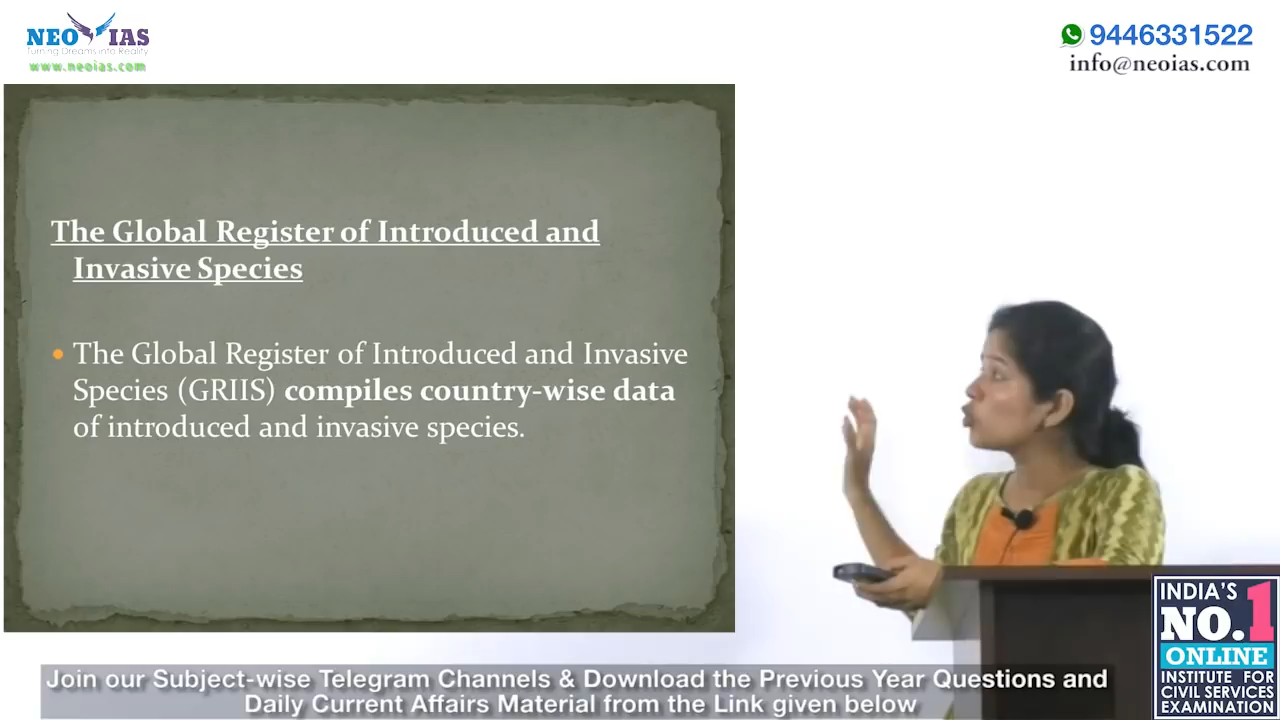 NEO IAS
Turning Dreams into Reality
www.neoias.com
9446331522
info@neoias.com
The Global Register of Introduced and
Invasive Species
• The Global Register of Introduced and Invasive
Species (GRIIS) compiles country-wise data
of introduced and invasive species.
INDIA'S
NO.1
ONLINE
INSTITUTE FOR
CIVIL SERVICES
EXAMINATION
Join our Subject-wise Telegram Channels & Download the Previous Year Questions and
Daily Current Affairs Material from the Link given below